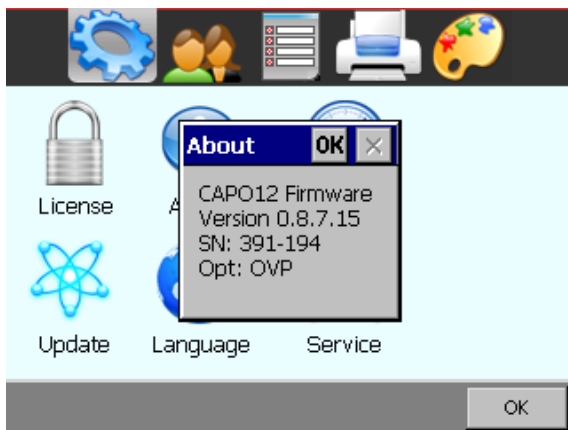 About OK
CAPO12 Firmware
Version 0.8.7.15
SN: 391-194
Opt: OVP
License
Update Language Service
OK